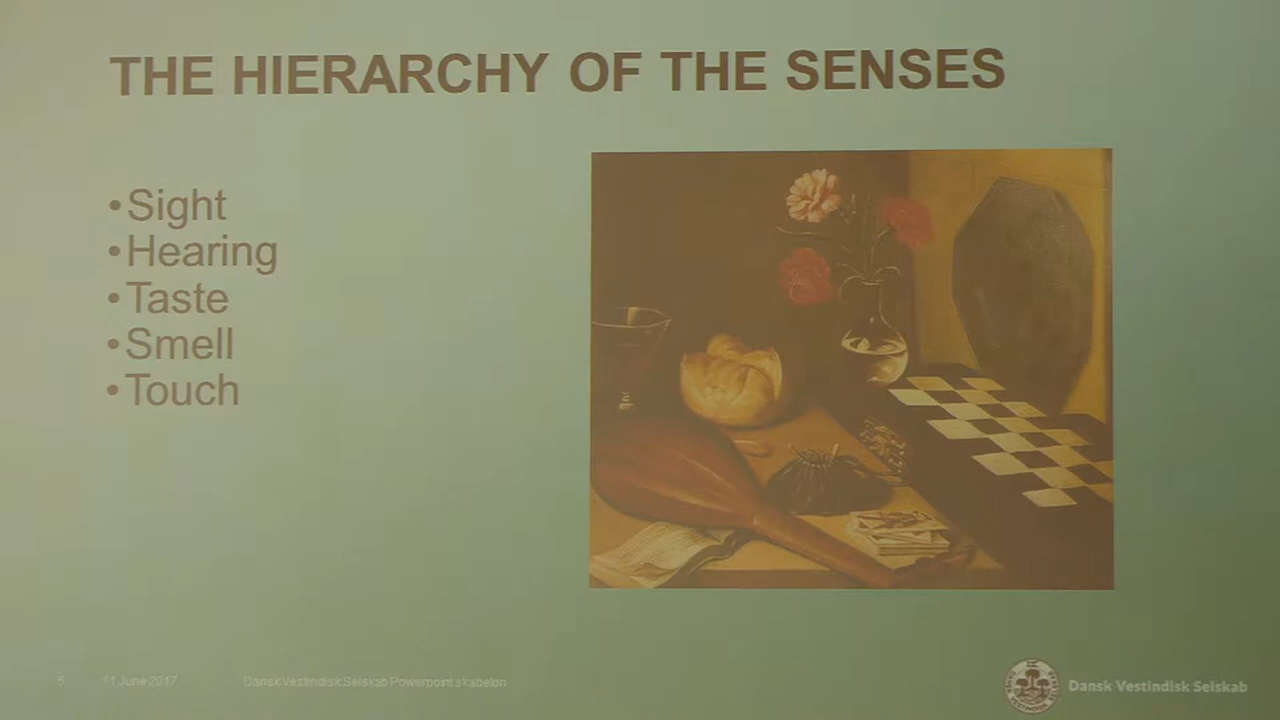 THE HIERARCHY OF THE SENSES
•Sight
•Hearing
•Taste
•Smell
•Touch
11 June 2017
Dansk Vestindisk Selskab Powerpoint skabelon
Dansk Vestindisk Selskab